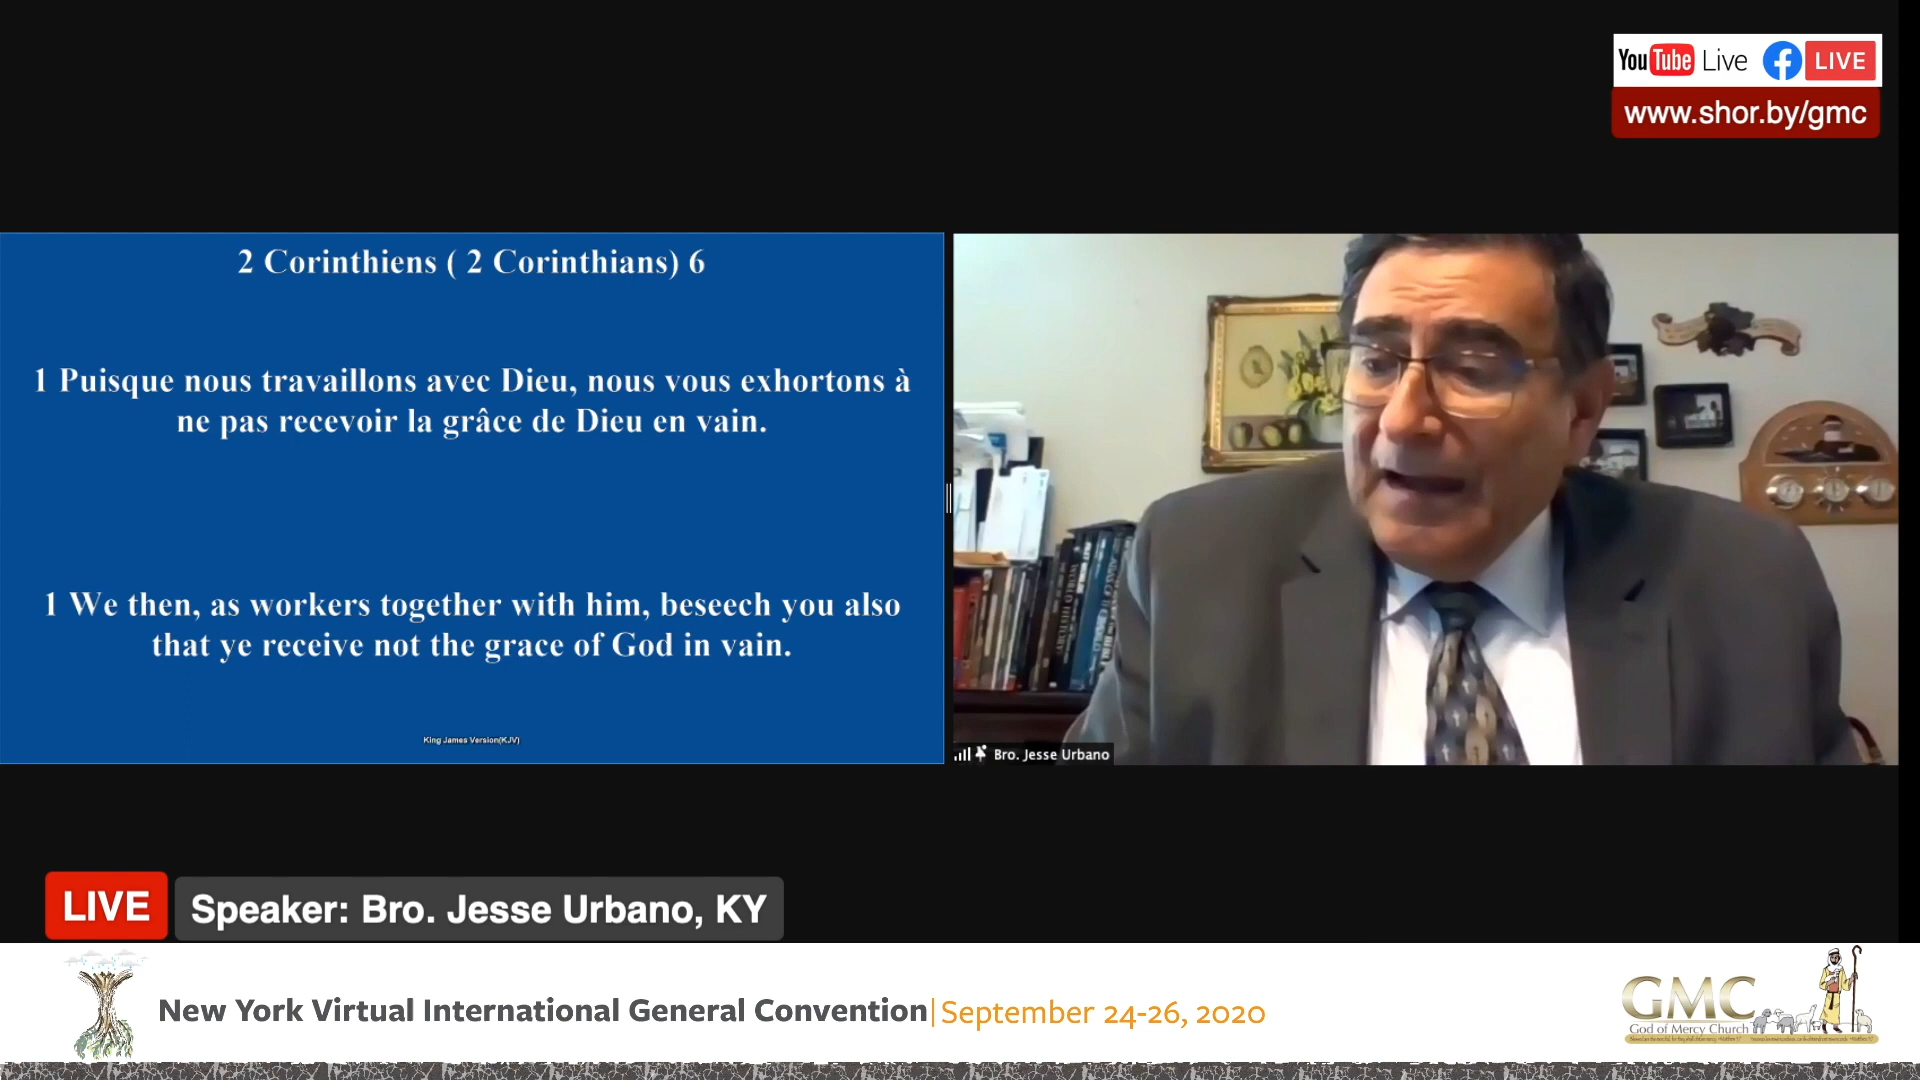 YouTube Live LIVE
www.shor.by/gmc
2 Corinthiens ( 2 Corinthians) 6
1 Puisque nous travaillons avec Dieu, nous vous exhortons à
ne pas recevoir la grâce de Dieu en vain.
1 We then, as workers together with him, beseech you also
that ye receive not the grace of God in vain.
King James Version(KJV)
Bro. Jesse Urbano
LIVE Speaker: Bro. Jesse Urbano, KY
New York Virtual International General Convention| September 24-26, 2020
GMC
God of Mercy Church